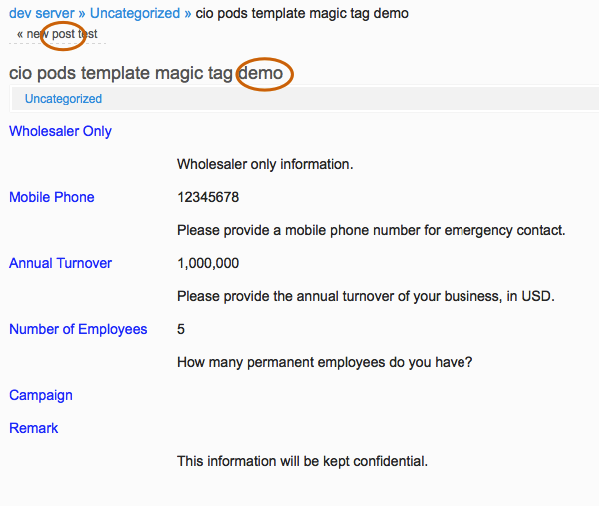 dev server » Uncategorized » cio pods template magic tag demo
« new post test
cio pods template magic tag demo
Uncategorized
Wholesaler Only
Wholesaler only information.
Mobile Phone 12345678
Please provide a mobile phone number for emergency contact.
Annual Turnover 1,000,000
Please provide the annual turnover of your business, in USD.
Number of Employees 5
How many permanent employees do you have?
Campaign
Remark
This information will be kept confidential.